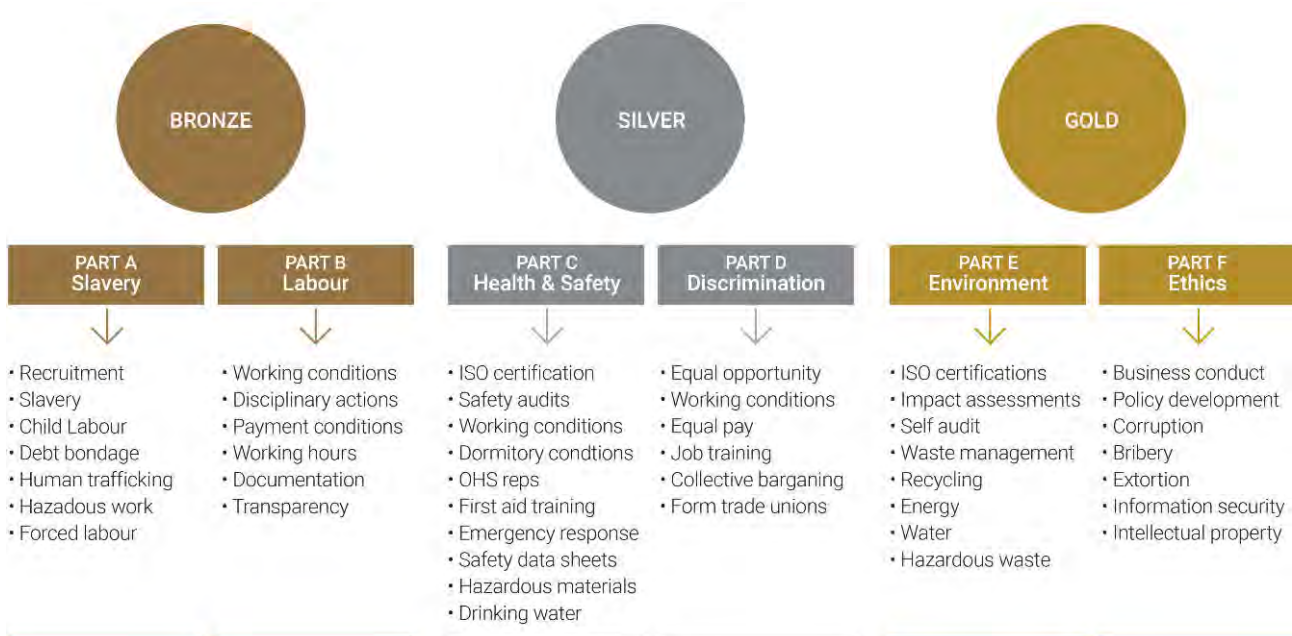 BRONZE
SILVER
GOLD
PART A
Slavery
PART B
Labour
PART C
Health & Safety
PART D
Discrimination
PART E
Environment
PART F
Ethics
• Recruitment
• Slavery
• Child Labour
• Debt bondage
• Human trafficking
• Hazadous work
• Forced labour
• Working conditions
• Disciplinary actions
• Payment conditions
• Working hours
• Documentation
• Transparency
• ISO certification
• Safety audits
• Working conditions
• Dormitory condtions
• OHS reps
• First aid training
• Emergency response
• Safety data sheets
• Hazardous materials
• Drinking water
• Equal opportunity
• Working conditions
• Equal pay
• Job training
• Collective barganing
• Form trade unions
• ISO certifications
• Impact assessments
• Self audit
• Waste management
• Recycling
• Energy
• Water
• Hazardous waste
• Business conduct
• Policy development
• Corruption
• Bribery
• Extortion
• Information security
• Intellectual property